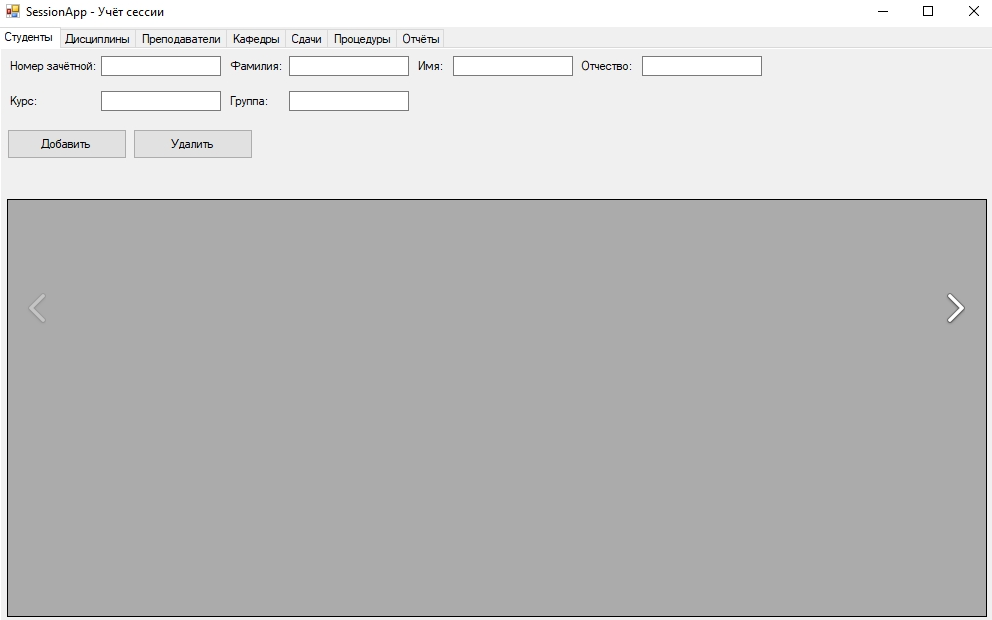 SessionApp - Учёт сессии
Студенты Дисциплины Преподаватели Кафедры Сдачи Процедуры Отчёты
Номер зачётной: Фамилия: Имя: Отчество:
Курс: Группа:
Добавить Удалить